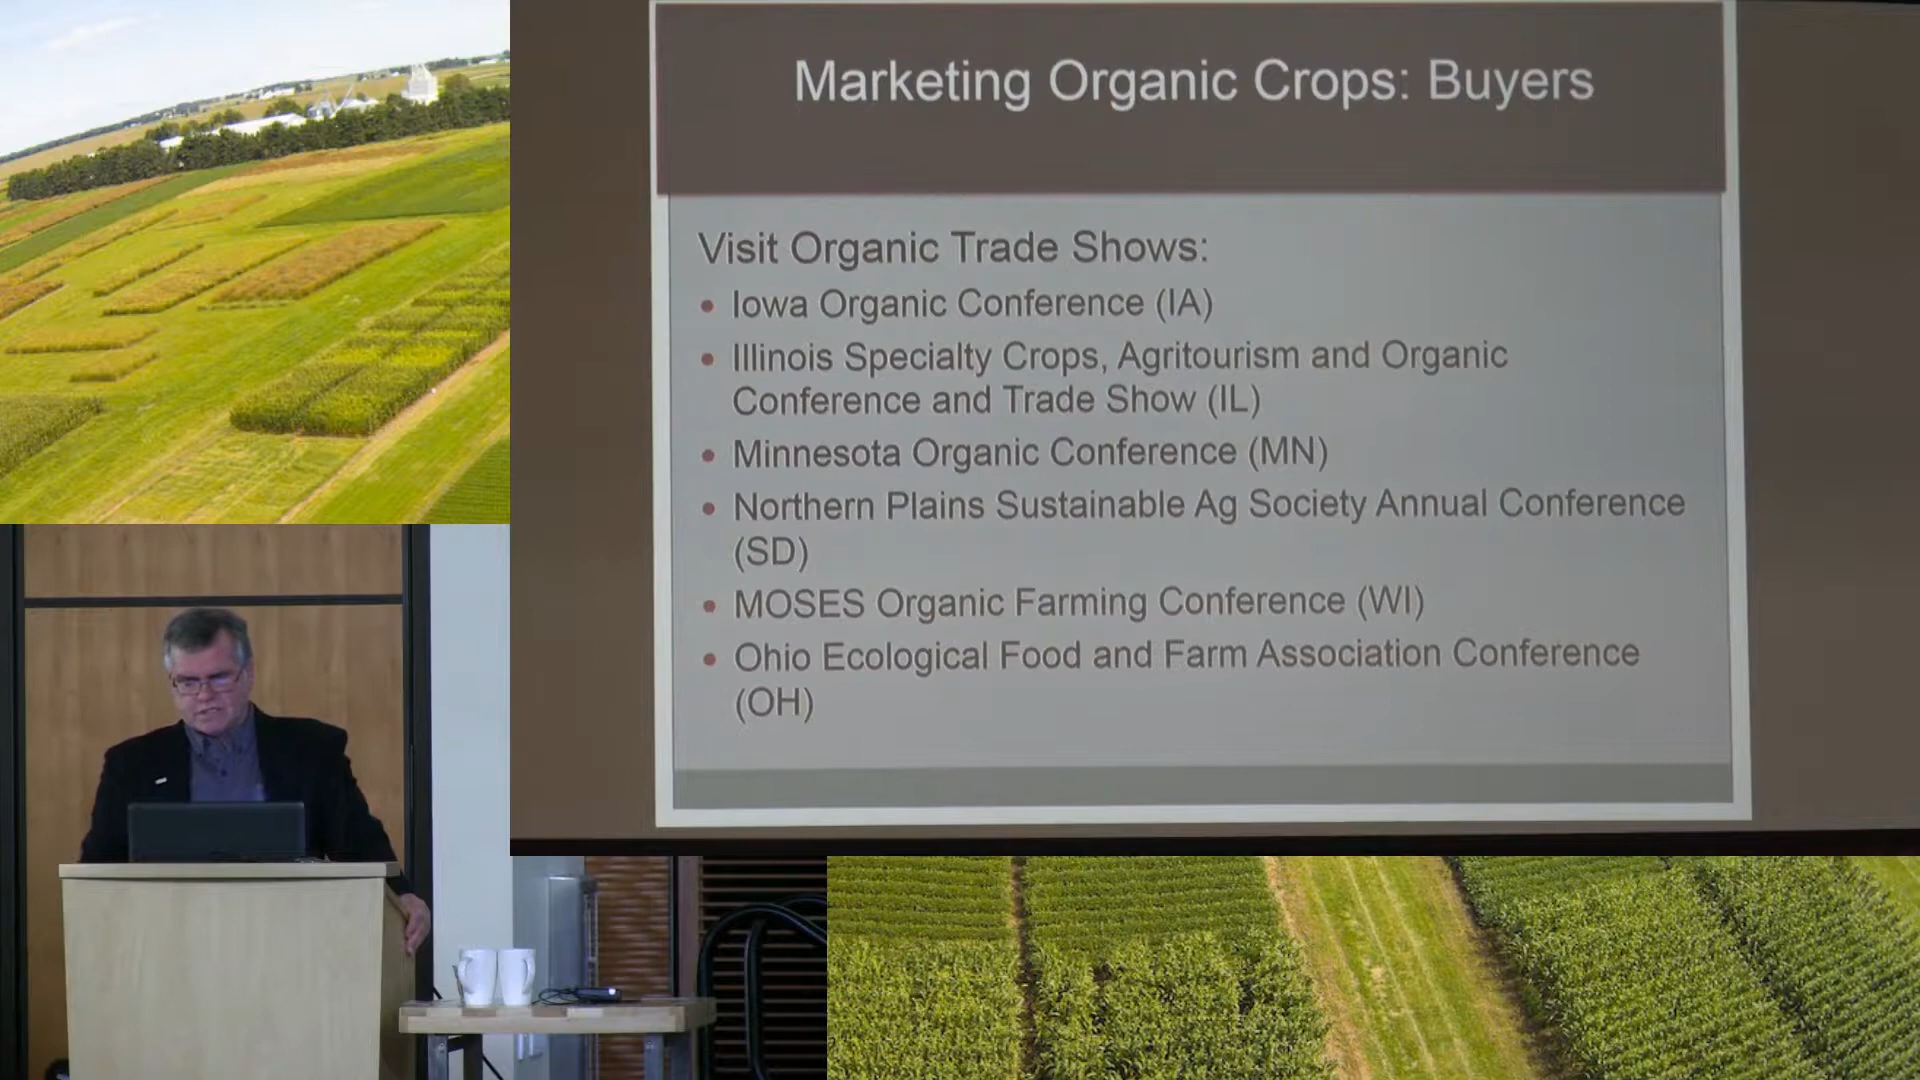 Marketing Organic Crops: Buyers
Visit Organic Trade Shows:
• Iowa Organic Conference (IA)
• Illinois Specialty Crops, Agritourism and Organic
Conference and Trade Show (IL)
• Minnesota Organic Conference (MN)
• Northern Plains Sustainable Ag Society Annual Conference
(SD)
• MOSES Organic Farming Conference (WI)
• Ohio Ecological Food and Farm Association Conference
(OH)